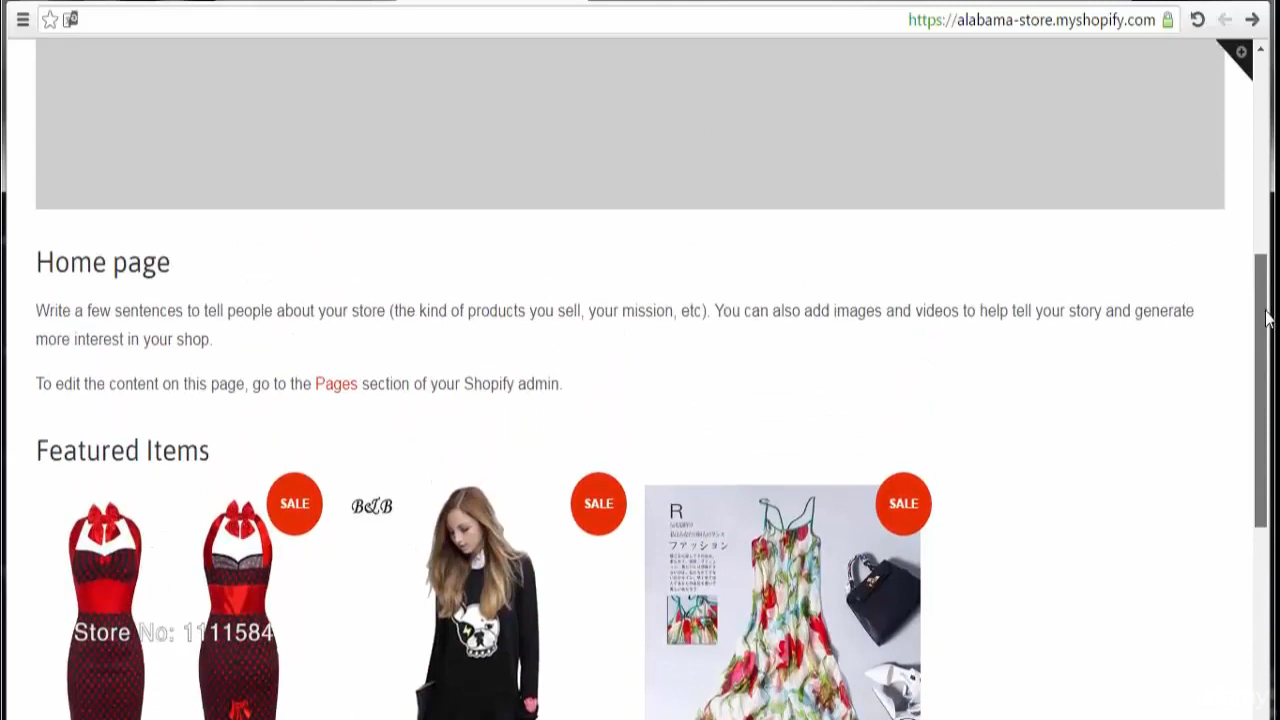 https://alabama-store.myshopify.com
Home page
Write a few sentences to tell people about your store (the kind of products you sell, your mission, etc). You can also add images and videos to help tell your story and generate
more interest in your shop.
To edit the content on this page, go to the Pages section of your Shopify admin.
Featured Items
SALE
B&B
SALE
R
ファッション
SALE
Store No: 1111584